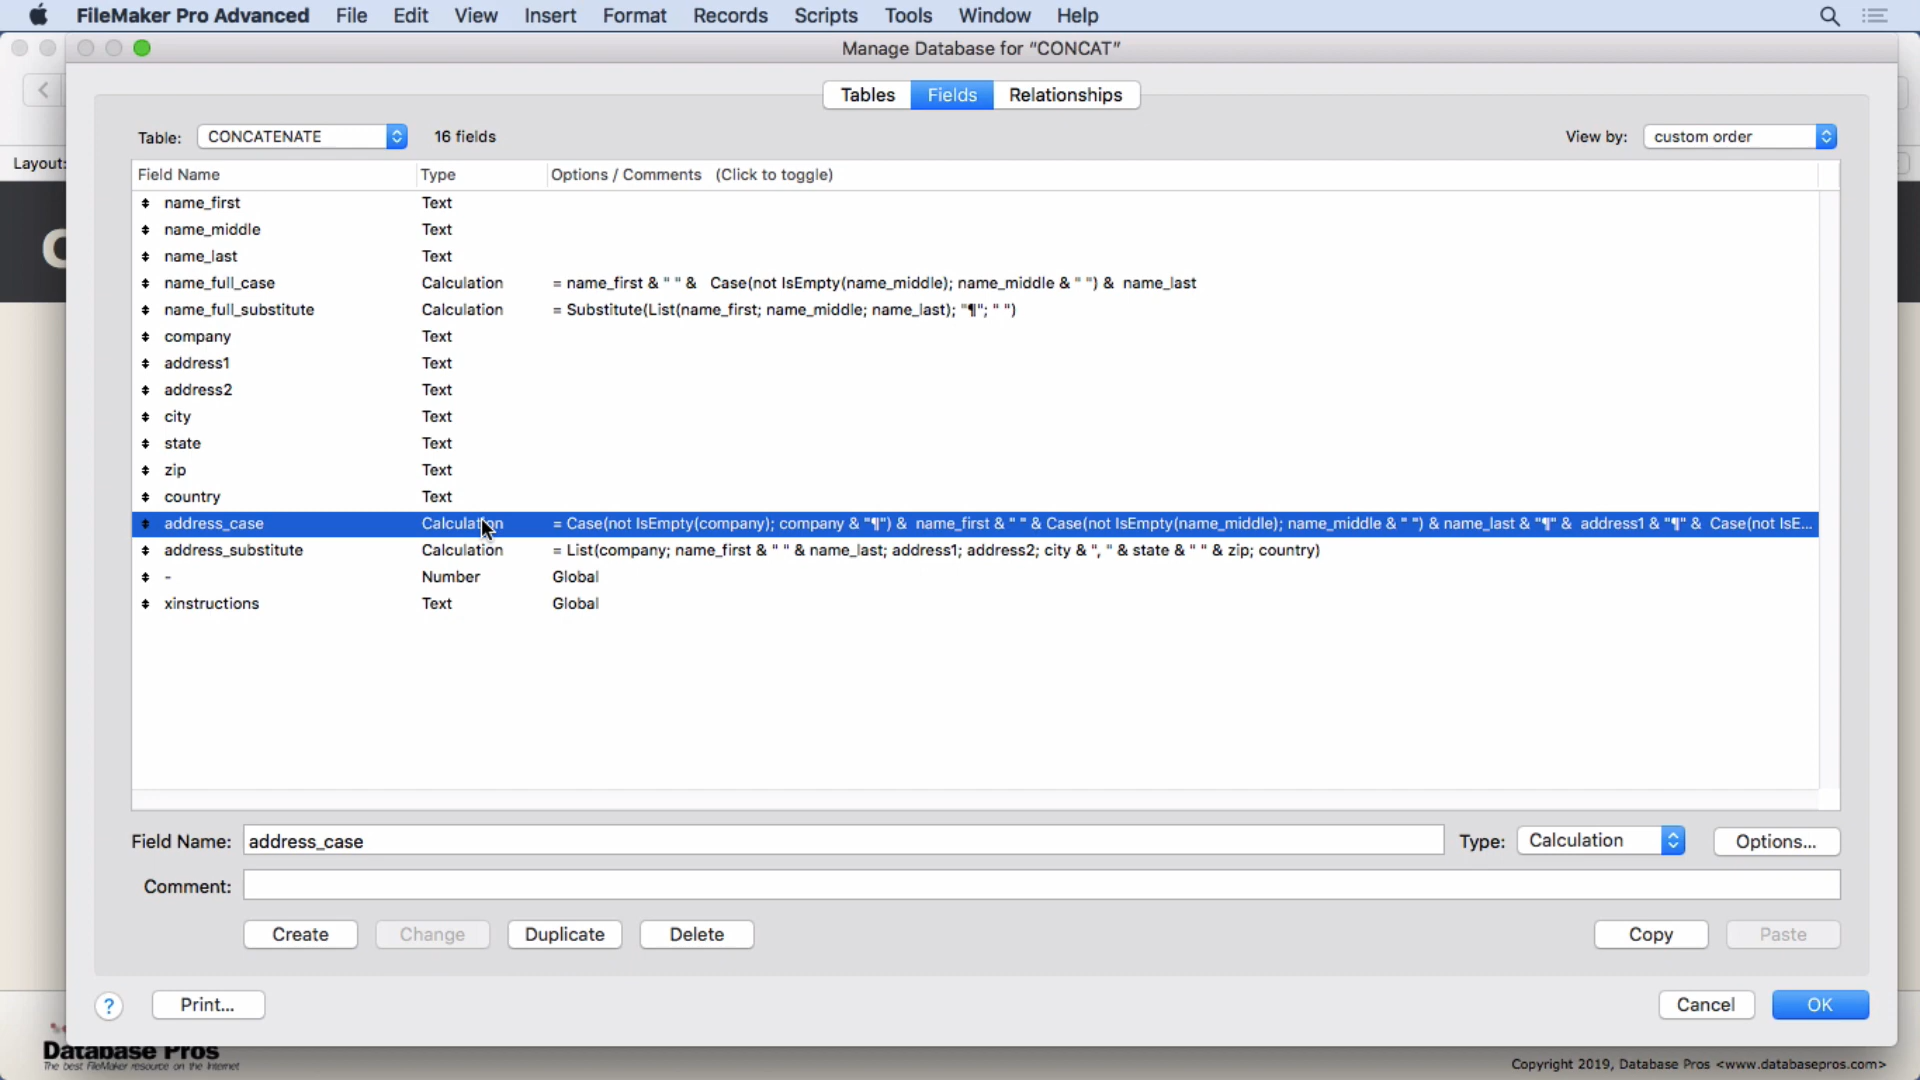 FileMaker Pro Advanced File Edit View Insert Format Records Scripts Tools Window Help
Manage Database for “CONCAT”
Tables Fields Relationships
Table: CONCATENATE 16 fields View by: custom order
Layout:
Field Name Type Options / Comments (Click to toggle)
name_first Text
name_middle Text
C
name_last Text
name_full_case Calculation = name_first & " " & Case(not IsEmpty(name_middle); name_middle & " ") & name_last
name_full_substitute Calculation = Substitute(List(name_first; name_middle; name_last); "¶"; " ")
company Text
address1 Text
address2 Text
city Text
state Text
zip Text
country Text
address_case Calculation = Case(not IsEmpty(company); company & "¶") & name_first & " " & Case(not IsEmpty(name_middle); name_middle & " ") & name_last & "¶" & address1 & "¶" & Case(not IsE...
address_substitute Calculation = List(company; name_first & " " & name_last; address1; address2; city & ", " & state & " " & zip; country)
- Number Global
xinstructions Text Global
Field Name: address_case Type: Calculation Options...
Comment:
Create Change Duplicate Delete Copy Paste
? Print... Cancel OK
Database Pros
The best FileMaker resource on the Internet
Copyright 2019, Database Pros <www.databasepros.com>